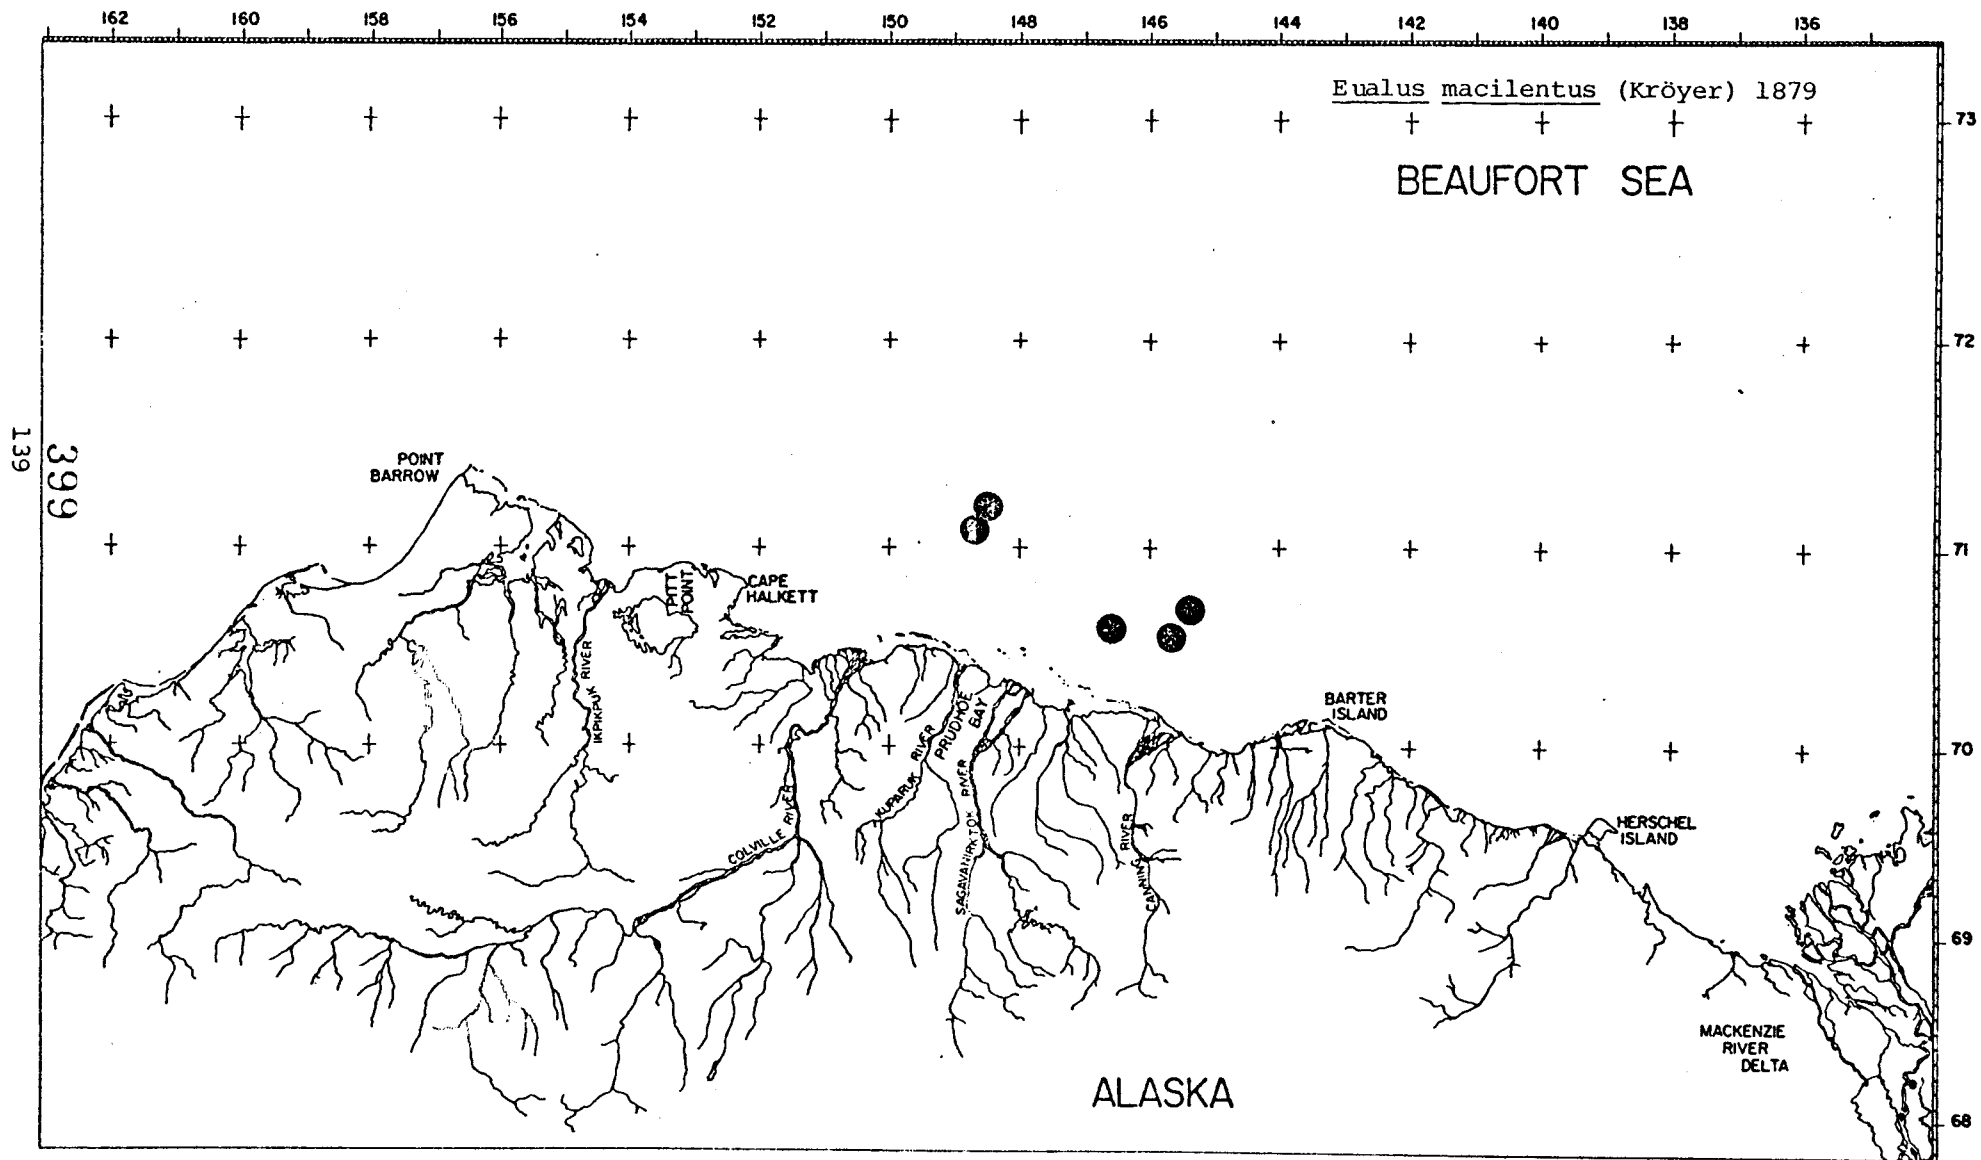 162 160 158 156 154 152 150 148 146 144 142 140 138 136
Eualus macilentus (Kröyer) 1879
73
BEAUFORT SEA
72
139
399
POINT
BARROW
71
PITT
POINT
CAPE
HALKETT
IKPIKPUK RIVER
BARTER
ISLAND
PRUDHOE
BAY
70
KUPARUK RIVER
COLVILLE RIVER
SAGAVANIRKTOK RIVER
CANNING RIVER
HERSCHEL
ISLAND
69
MACKENZIE
RIVER
DELTA
ALASKA
68